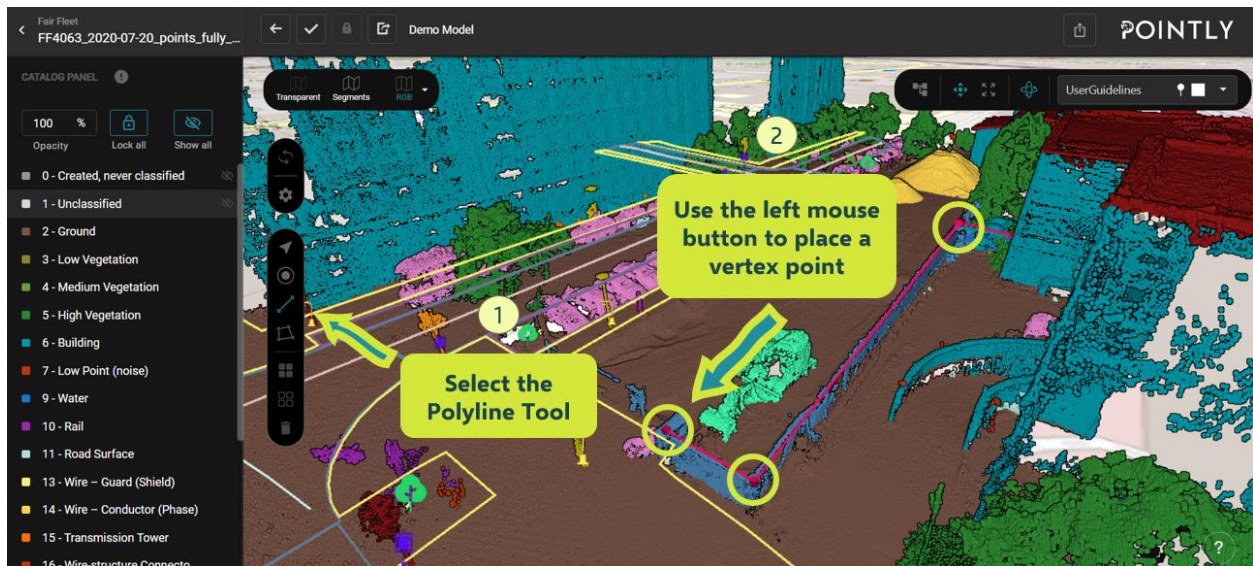 Fair Fleet
FF4063_2020-07-20_points_fully_...
Demo Model
POINTLY
CATALOG PANEL
100 %
Opacity
Lock all
Show all
0 - Created, never classified
1 - Unclassified
2 - Ground
3 - Low Vegetation
4 - Medium Vegetation
5 - High Vegetation
6 - Building
7 - Low Point (noise)
9 - Water
10 - Rail
11 - Road Surface
13 - Wire – Guard (Shield)
14 - Wire – Conductor (Phase)
15 - Transmission Tower
16 - Wire-structure Connecto
Transparent
Segments
RGB
UserGuidelines
1
Select the
Polyline Tool
2
Use the left mouse
button to place a
vertex point
?